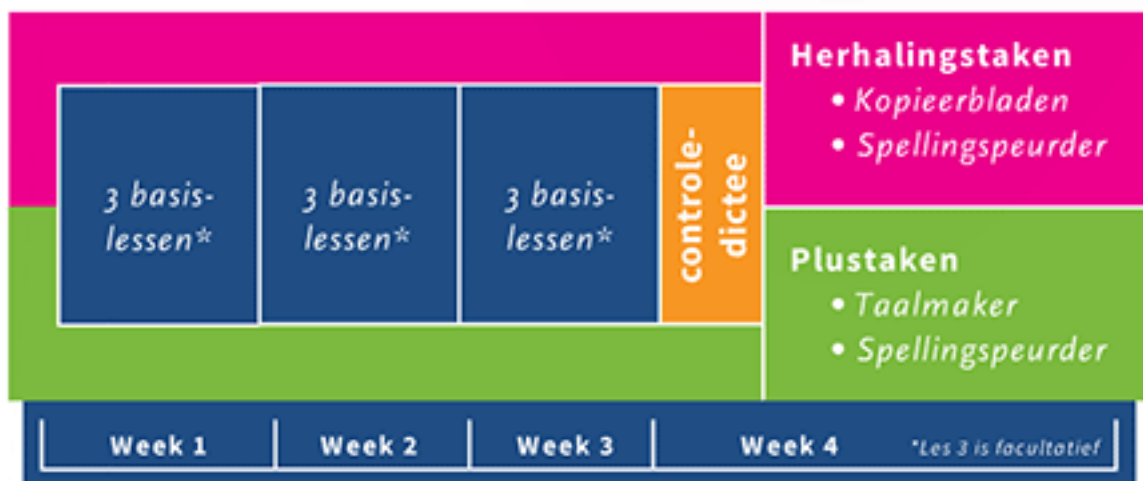 3 basis-
lessen*
3 basis-
lessen*
3 basis-
lessen*
controle-
dictee
Herhalingstaken
• Kopieerbladen
• Spellingspeurder
Plustaken
• Taalmaker
• Spellingspeurder
Week 1
Week 2
Week 3
Week 4
*Les 3 is facultatief